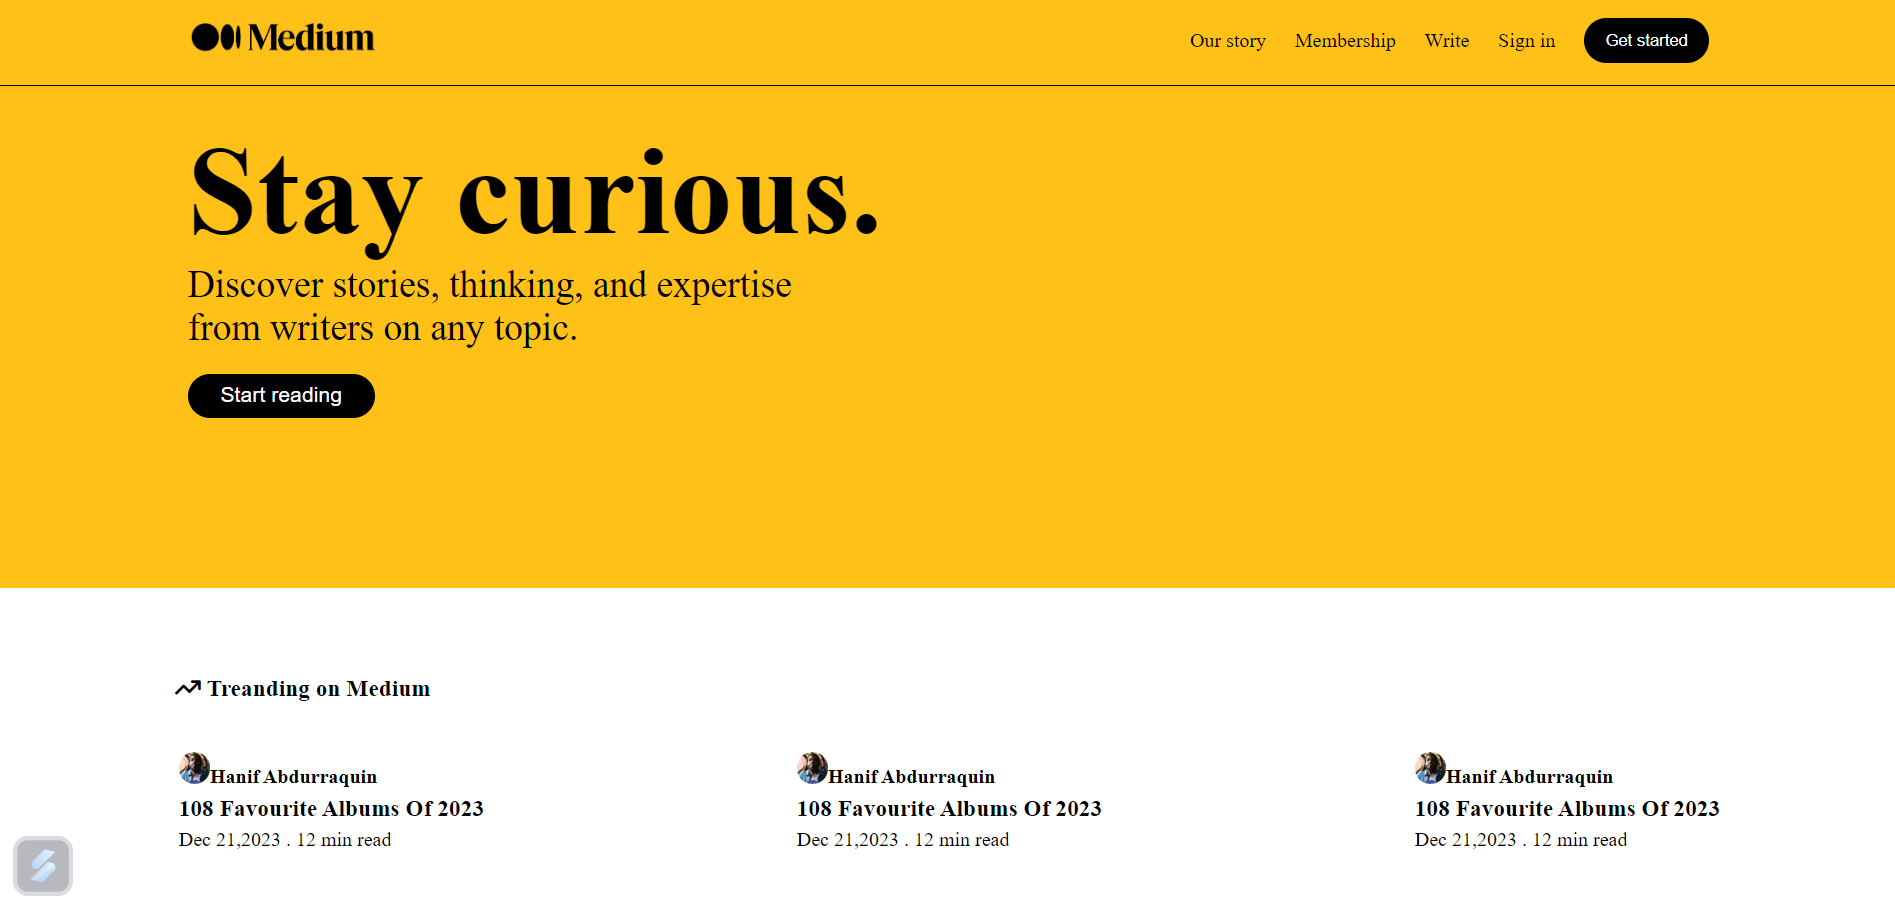 Medium
Our story Membership Write Sign in Get started
Stay curious.
Discover stories, thinking, and expertise
from writers on any topic.
Start reading
Treanding on Medium
Hanif Abdurraquin
108 Favourite Albums Of 2023
Dec 21,2023 . 12 min read
Hanif Abdurraquin
108 Favourite Albums Of 2023
Dec 21,2023 . 12 min read
Hanif Abdurraquin
108 Favourite Albums Of 2023
Dec 21,2023 . 12 min read